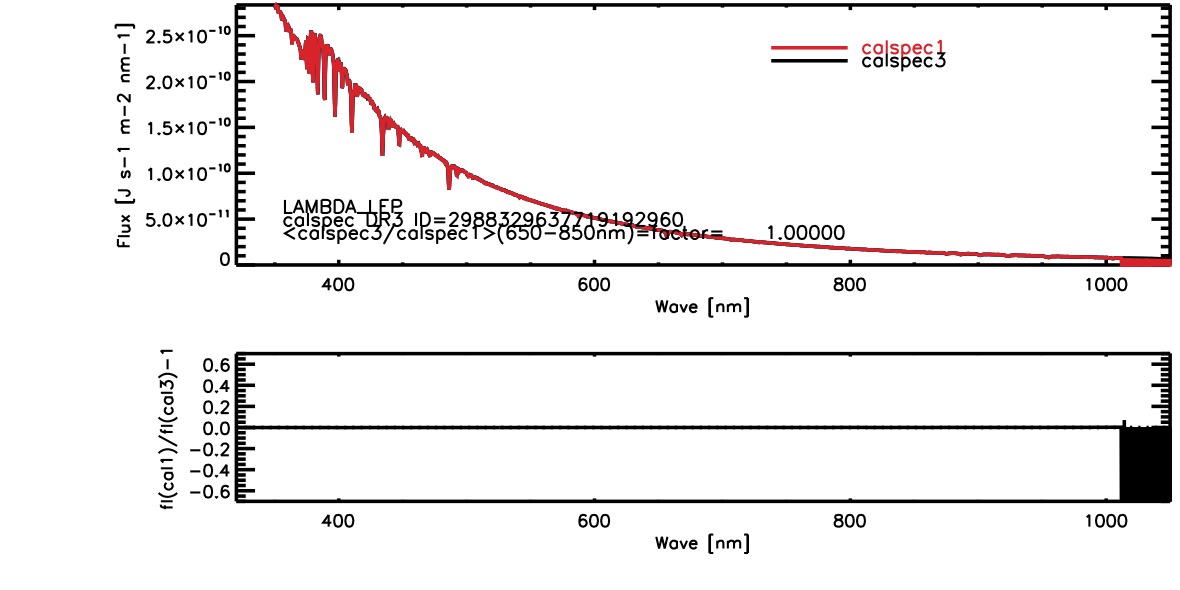 calspec1
calspec3
2.5×10−10
2.0×10−10
1.5×10−10
1.0×10−10
5.0×10−11
0
Flux [J s−1 m−2 nm−1]
LAMBDA_LEP
calspec DR3 ID=2988329637719192960
<calspec3/calspec1>(650−850nm)=factor= 1.00000
400 600 800 1000
Wave [nm]
fl(cal1)/fl(cal3)−1
0.6
0.4
0.2
0.0
−0.2
−0.4
−0.6
400 600 800 1000
Wave [nm]